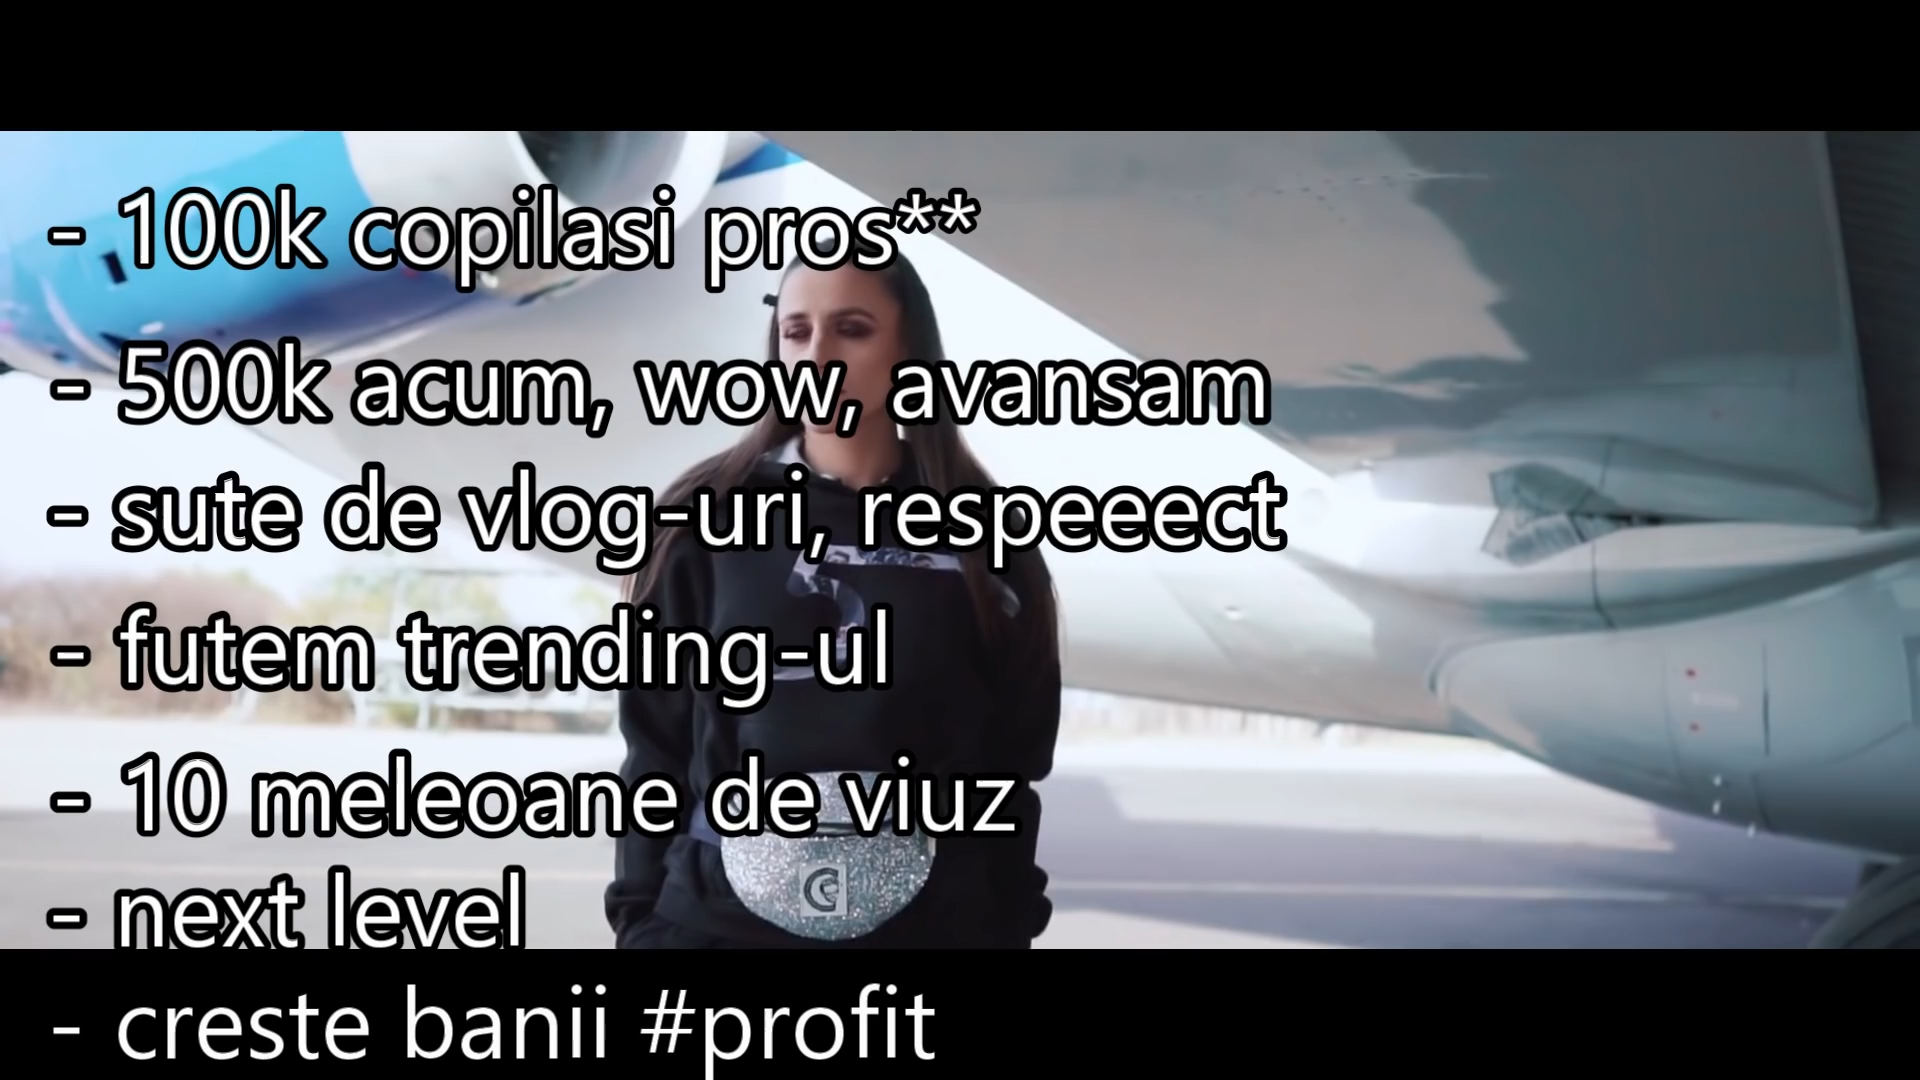 - 100k copilasi pros**
- 500k acum, wow, avansam
- sute de vlog-uri, respeeect
- futem trending-ul
- 10 meleoane de viuz
- next level
- creste banii #profit